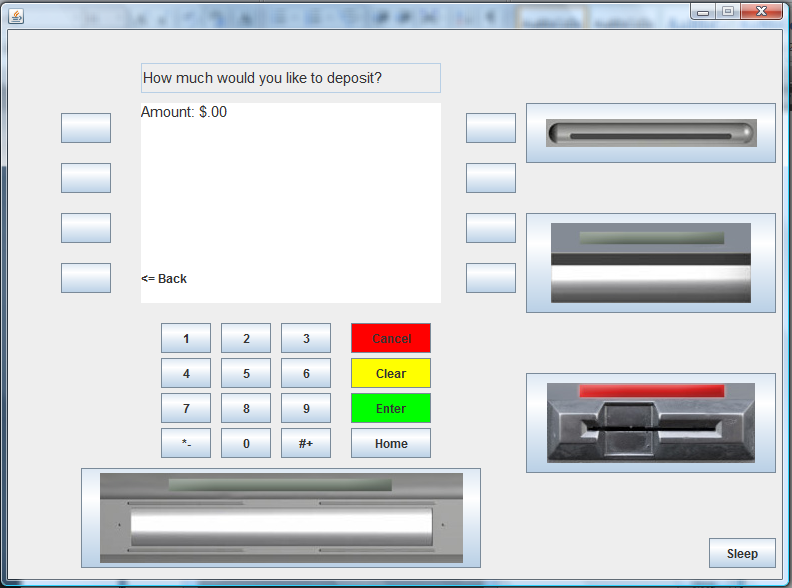 How much would you like to deposit?
Amount: $.00
<= Back
1 2 3 Cancel
4 5 6 Clear
7 8 9 Enter
*- 0 #+ Home
Sleep